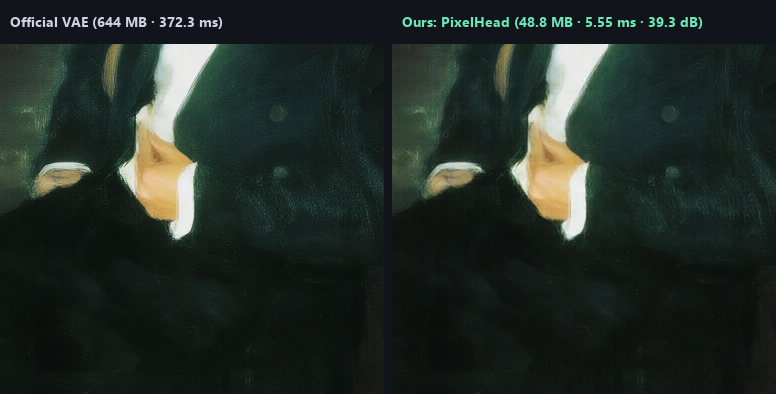 Official VAE (644 MB · 372.3 ms)
Ours: PixelHead (48.8 MB · 5.55 ms · 39.3 dB)